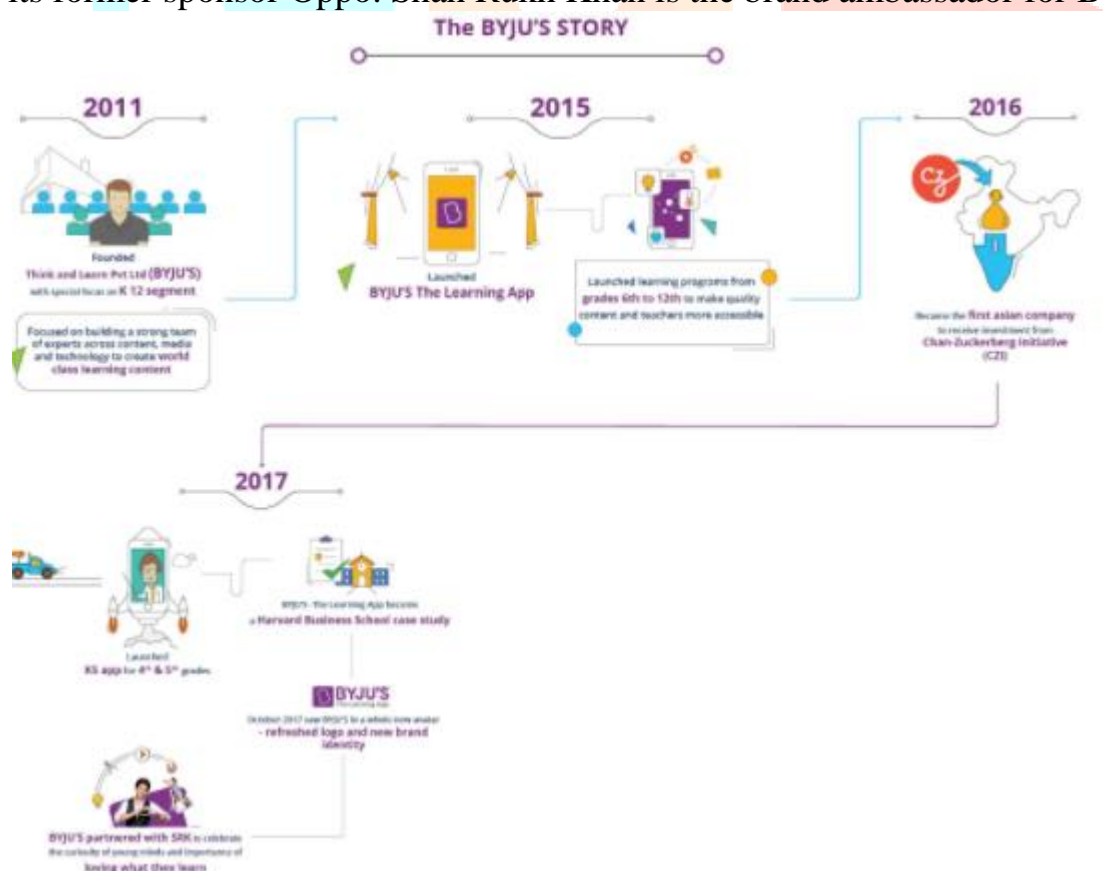 its former sponsor Oppo. Shah Rukh Khan is the brand ambassador for B
The BYJU'S STORY
2011
Founded
Think and Learn Pvt Ltd (BYJU'S)
with special focus on K 12 segment
Focused on building a strong team
of experts across content, media
and technology to create world
class learning content
2015
Launched
BYJU'S The Learning App
Launched learning programs from
grades 6th to 12th to make quality
content and teachers more accessible
2016
CZ
Became the first asian company
to receive investment from
Chan-Zuckerberg Initiative
(CZI)
2017
Launched
app for 4th & 5th grades
BYJU'S - The Learning App became
a Harvard Business School case study
BYJU'S
The Learning App
October 2017 saw BYJU'S in a whole new avatar
- refreshed logo and new brand
identity
BYJU'S partnered with SRK to celebrate
the curiosity of young minds and importance of
loving what they learn